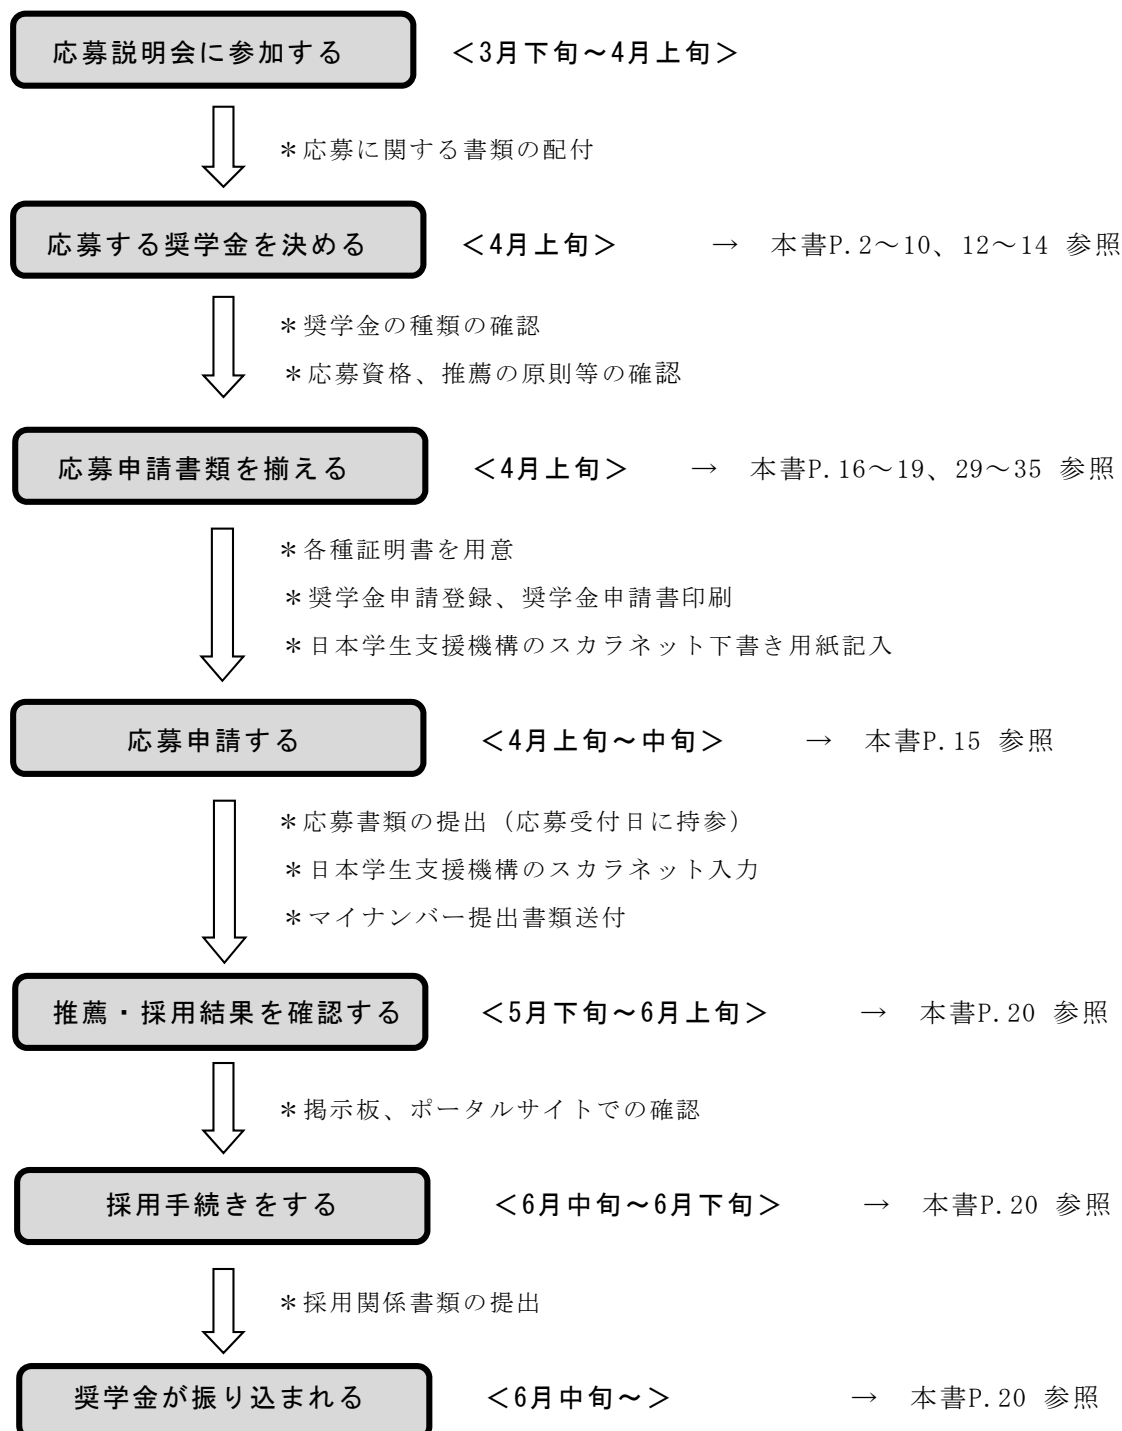 応募説明会に参加する ＜3月下旬～4月上旬＞
＊応募に関する書類の配付
応募する奨学金を決める ＜4月上旬＞ → 本書P.2～10、12～14 参照
＊奨学金の種類の確認
＊応募資格、推薦の原則等の確認
応募申請書類を揃える ＜4月上旬＞ → 本書P.16～19、29～35 参照
＊各種証明書を用意
＊奨学金申請登録、奨学金申請書印刷
＊日本学生支援機構のスカラネット下書き用紙記入
応募申請する ＜4月上旬～中旬＞ → 本書P.15 参照
＊応募書類の提出（応募受付日に持参）
＊日本学生支援機構のスカラネット入力
＊マイナンバー提出書類送付
推薦・採用結果を確認する ＜5月下旬～6月上旬＞ → 本書P.20 参照
＊掲示板、ポータルサイトでの確認
採用手続きをする ＜6月中旬～6月下旬＞ → 本書P.20 参照
＊採用関係書類の提出
奨学金が振り込まれる ＜6月中旬～＞ → 本書P.20 参照